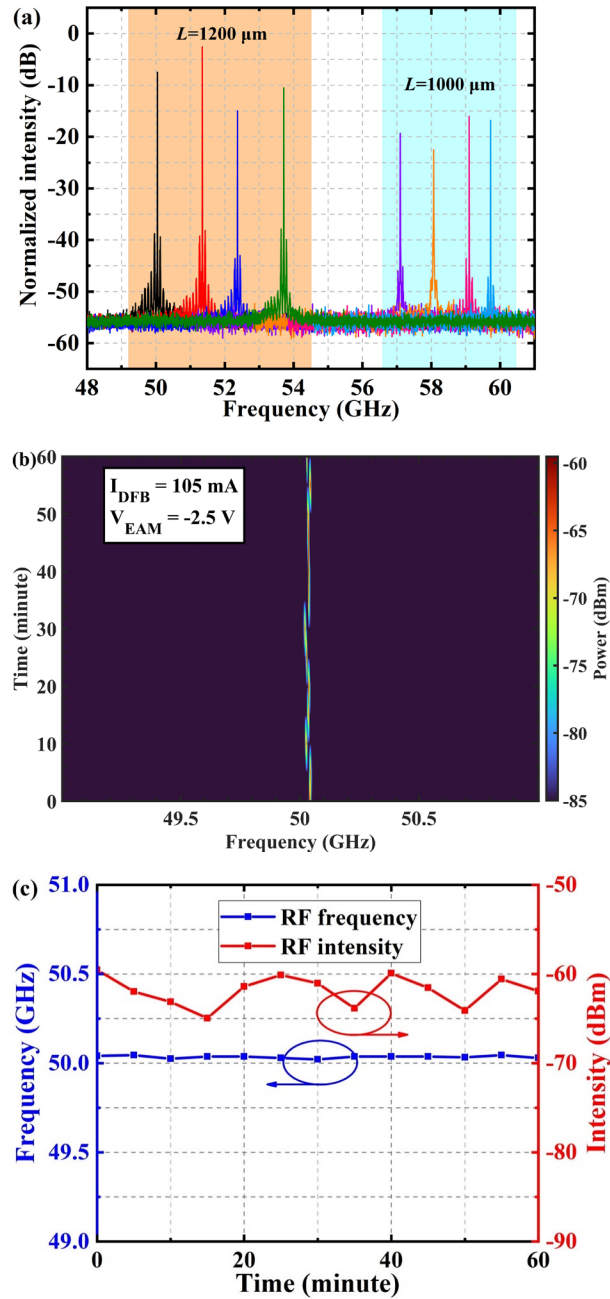 (a)
0
-10
-20
-30
-40
-50
-60
Normalized intensity (dB)
L=1200 μm
L=1000 μm
48 50 52 54 56 58 60
Frequency (GHz)
(b)
60
50
40
30
20
10
0
Time (minute)
I_DFB = 105 mA
V_EAM = -2.5 V
49.5 50 50.5
Frequency (GHz)
-60
-65
-70
-75
-80
-85
Power (dBm)
(c)
51.0
50.5
50.0
49.5
49.0
Frequency (GHz)
RF frequency
RF intensity
-50
-60
-70
-80
-90
Intensity (dBm)
0 20 40 60
Time (minute)